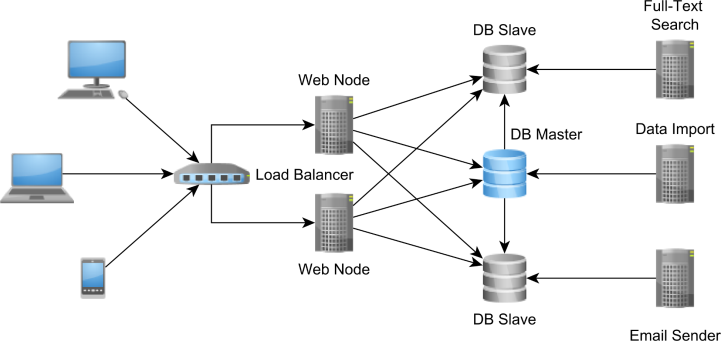 Full-Text
Search
DB Slave
Web Node
DB Master
Data Import
Load Balancer
Web Node
DB Slave
Email Sender